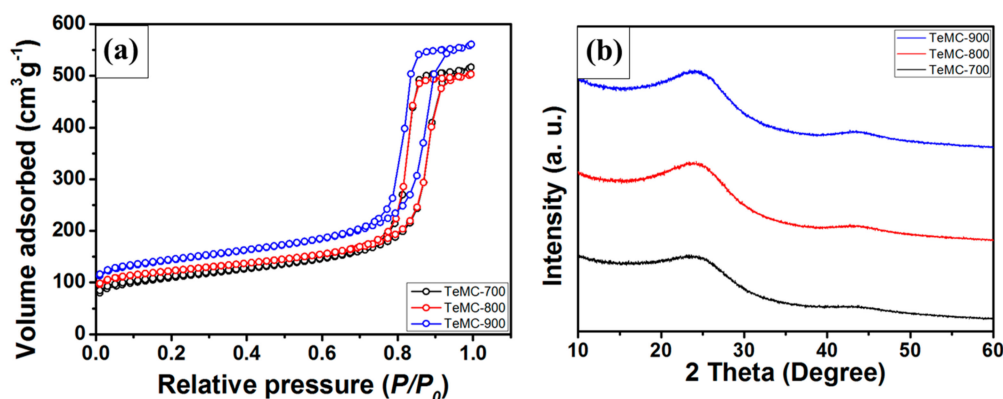 (a)
Volume adsorbed (cm³g⁻¹)
600
500
400
300
200
100
0
0.0 0.2 0.4 0.6 0.8 1.0
Relative pressure (P/P₀)
TeMC-700
TeMC-800
TeMC-900
(b)
Intensity (a. u.)
TeMC-900
TeMC-800
TeMC-700
10 20 30 40 50 60
2 Theta (Degree)